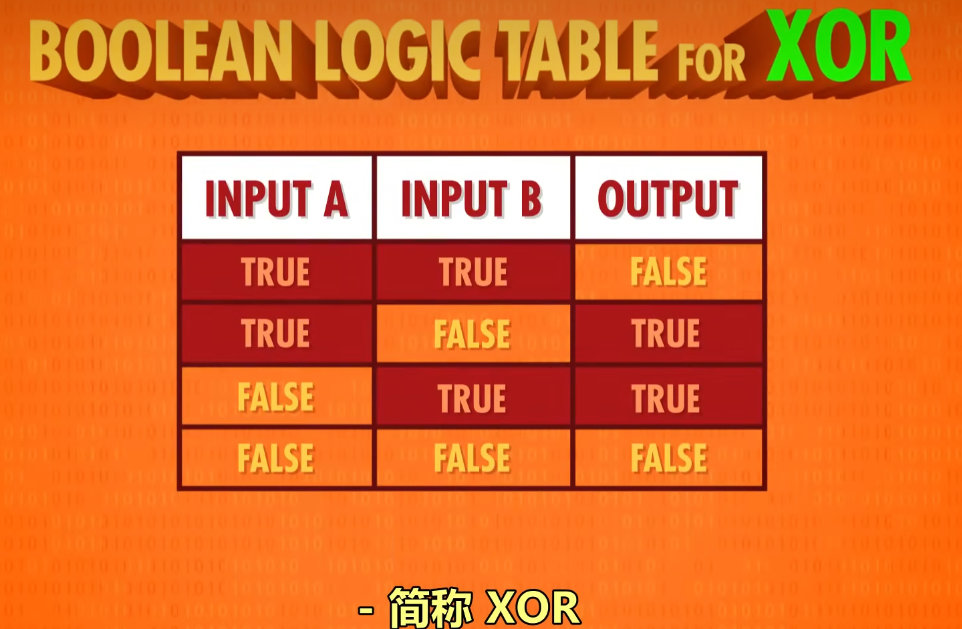 BOOLEAN LOGIC TABLE FOR XOR
INPUT A INPUT B OUTPUT
TRUE TRUE FALSE
TRUE FALSE TRUE
FALSE TRUE TRUE
FALSE FALSE FALSE
- 简称 XOR